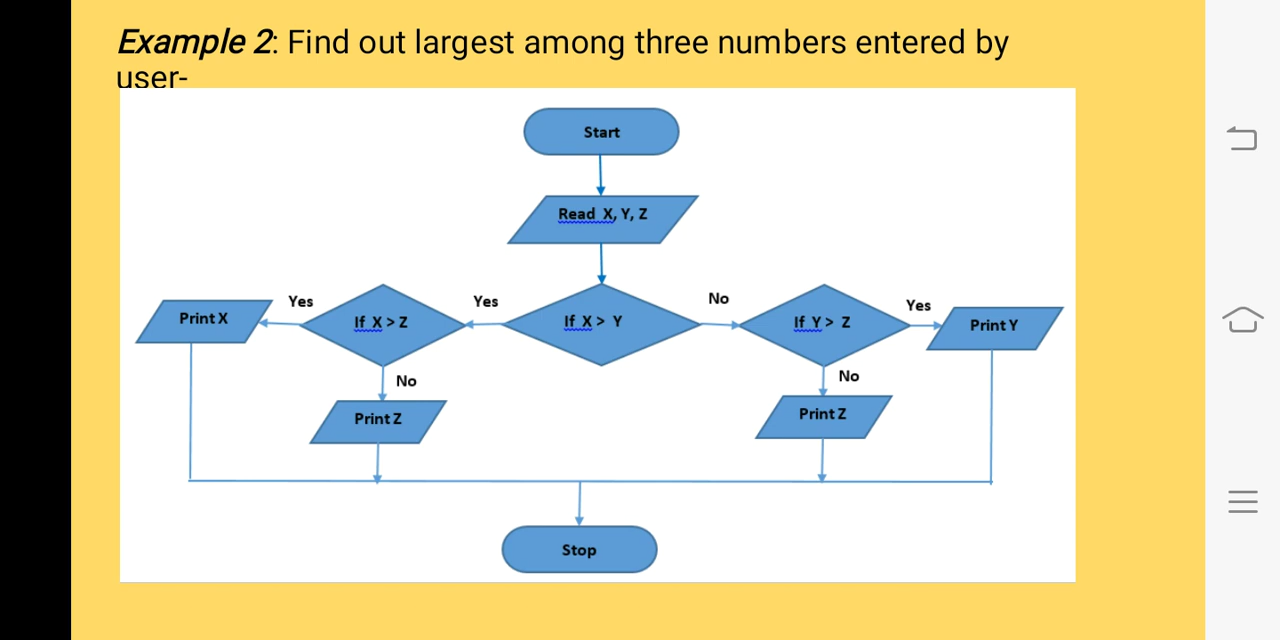 Example 2: Find out largest among three numbers entered by
user-
Start
Read X, Y, Z
If X > Y
Yes
No
If X > Z
Yes
Print X
No
Print Z
If Y > Z
Yes
Print Y
No
Print Z
Stop